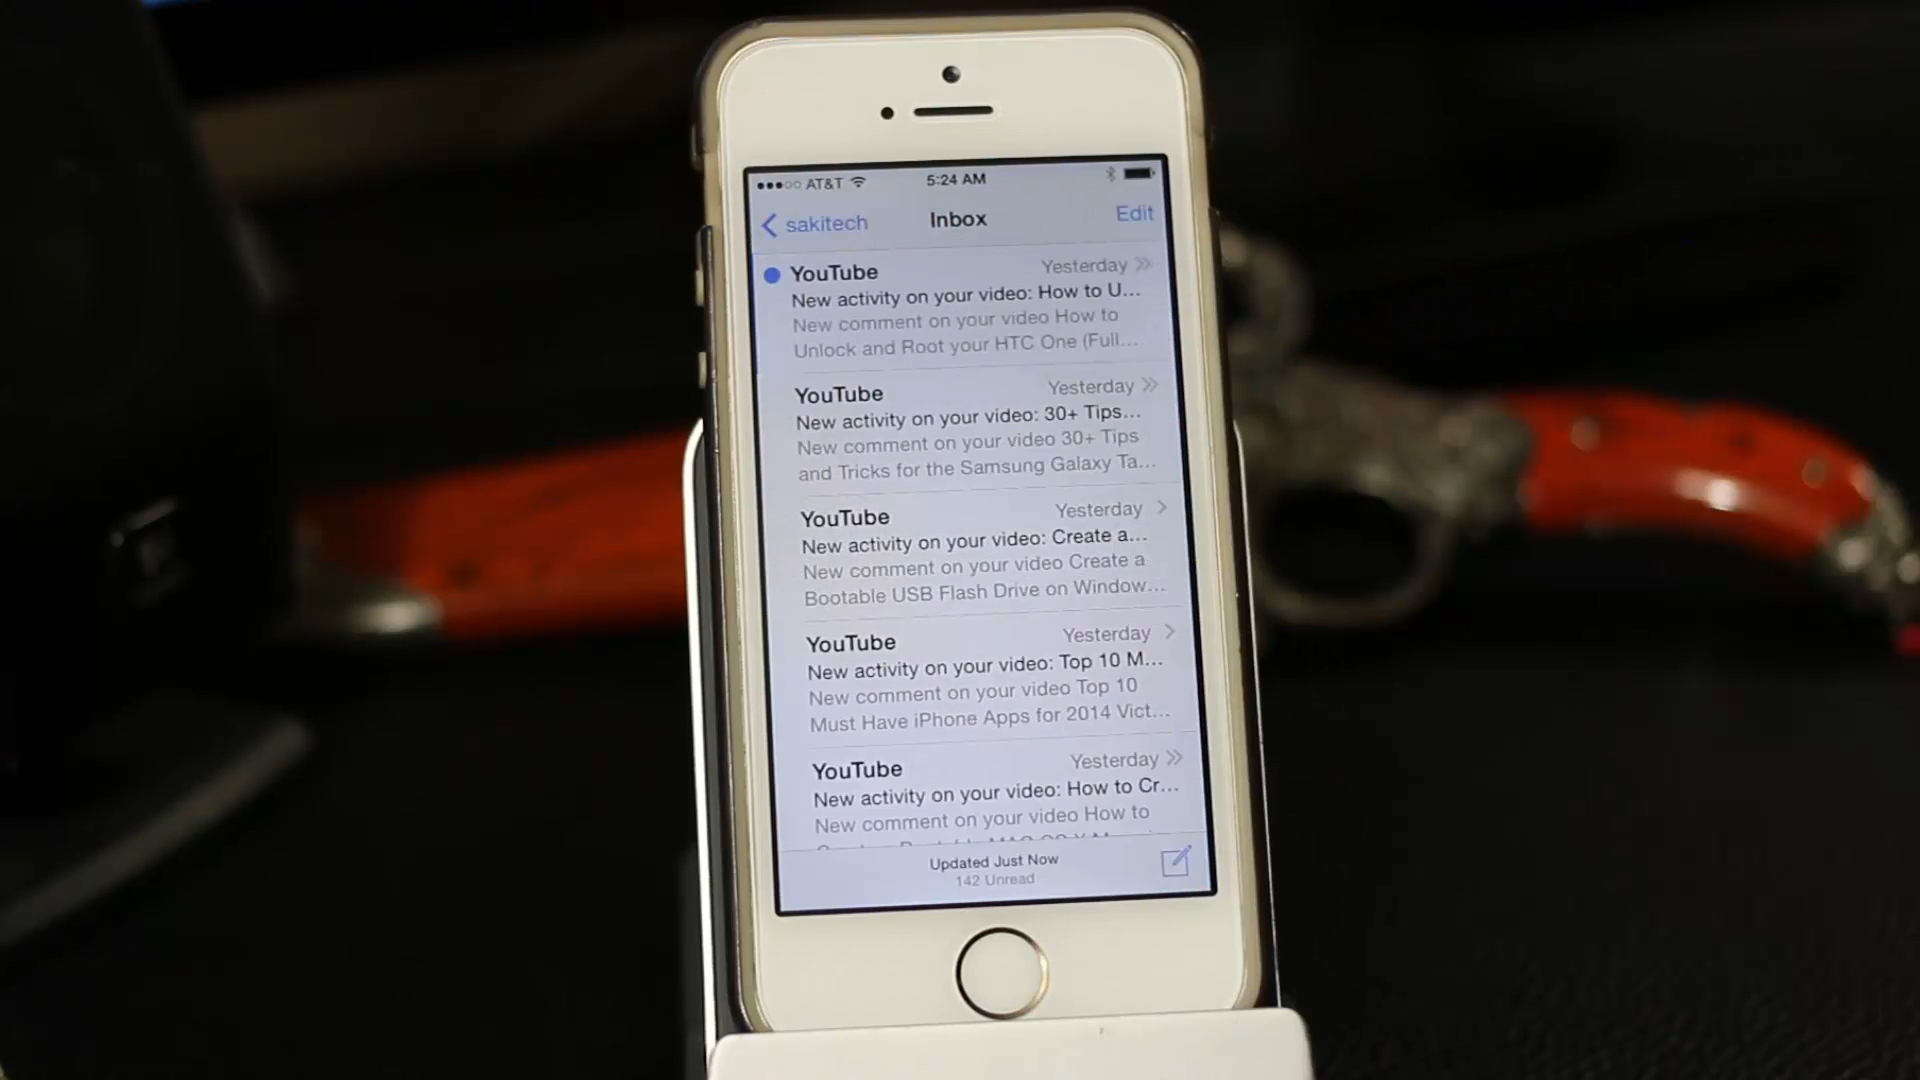 AT&T 5:24 AM
sakitech Inbox Edit
YouTube Yesterday
New activity on your video: How to U...
New comment on your video How to
Unlock and Root your HTC One (Full...
YouTube Yesterday
New activity on your video: 30+ Tips...
New comment on your video 30+ Tips
and Tricks for the Samsung Galaxy Ta...
YouTube Yesterday
New activity on your video: Create a...
New comment on your video Create a
Bootable USB Flash Drive on Window...
YouTube Yesterday
New activity on your video: Top 10 M...
New comment on your video Top 10
Must Have iPhone Apps for 2014 Vict...
YouTube Yesterday
New activity on your video: How to Cr...
New comment on your video How to
Updated Just Now
142 Unread